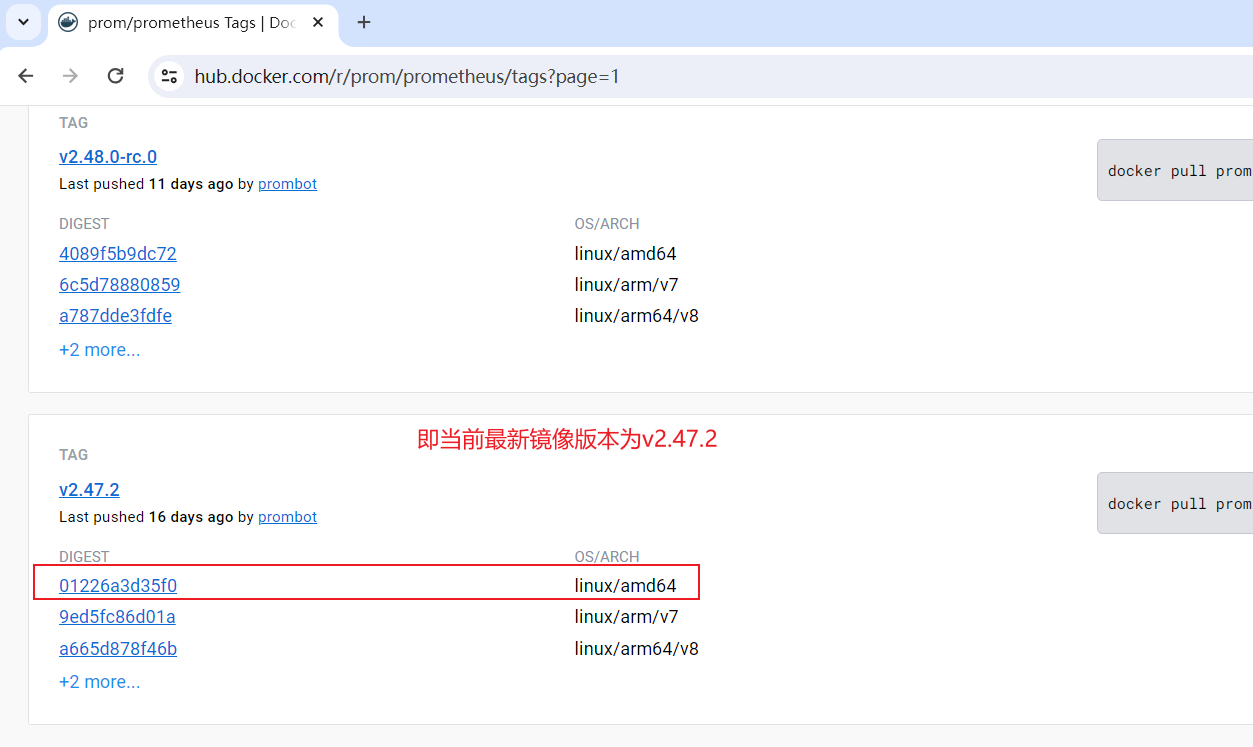 prom/prometheus Tags | Doc
hub.docker.com/r/prom/prometheus/tags?page=1
TAG
v2.48.0-rc.0
Last pushed 11 days ago by prombot
docker pull prom
DIGEST OS/ARCH
4089f5b9dc72 linux/amd64
6c5d78880859 linux/arm/v7
a787dde3fdfe linux/arm64/v8
+2 more...
即当前最新镜像版本为v2.47.2
TAG
v2.47.2
Last pushed 16 days ago by prombot
docker pull prom
DIGEST OS/ARCH
01226a3d35f0 linux/amd64
9ed5fc86d01a linux/arm/v7
a665d878f46b linux/arm64/v8
+2 more...